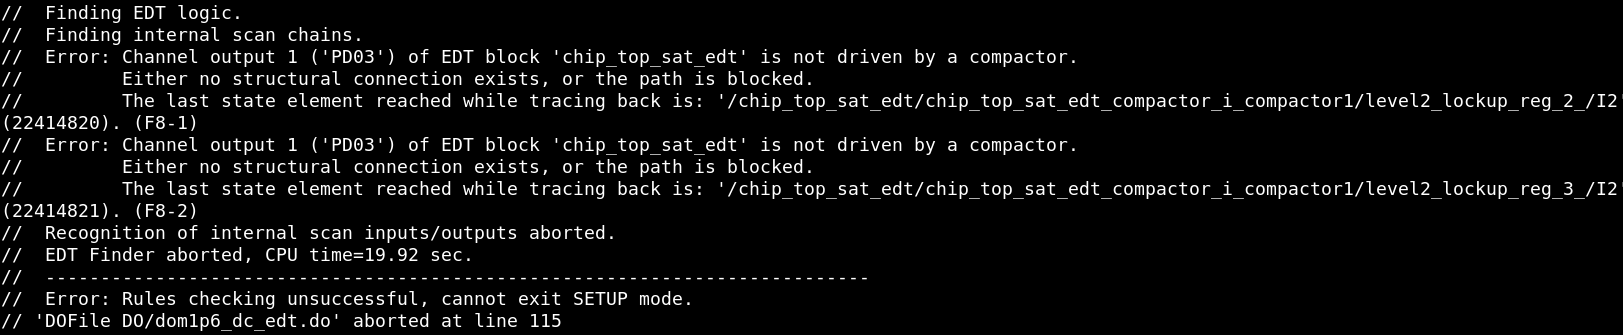 //  Finding EDT logic.
//  Finding internal scan chains.
//  Error: Channel output 1 ('PD03') of EDT block 'chip_top_sat_edt' is not driven by a compactor.
//         Either no structural connection exists, or the path is blocked.
//         The last state element reached while tracing back is: '/chip_top_sat_edt/chip_top_sat_edt_compactor_i_compactor1/level2_lockup_reg_2_/I2'
(22414820). (F8-1)
//  Error: Channel output 1 ('PD03') of EDT block 'chip_top_sat_edt' is not driven by a compactor.
//         Either no structural connection exists, or the path is blocked.
//         The last state element reached while tracing back is: '/chip_top_sat_edt/chip_top_sat_edt_compactor_i_compactor1/level2_lockup_reg_3_/I2'
(22414821). (F8-2)
//  Recognition of internal scan inputs/outputs aborted.
//  EDT Finder aborted, CPU time=19.92 sec.
//  ---------------------------------------------------------------------------
//  Error: Rules checking unsuccessful, cannot exit SETUP mode.
// 'DOFile DO/dom1p6_dc_edt.do' aborted at line 115